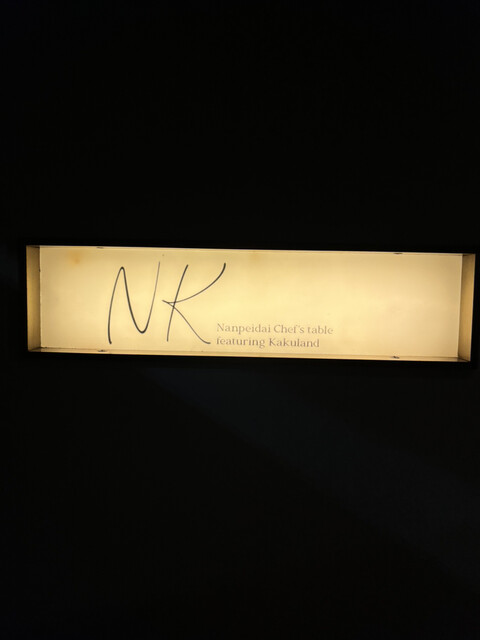 NK
Nanpeidai Chef's table
featuring Kakuland